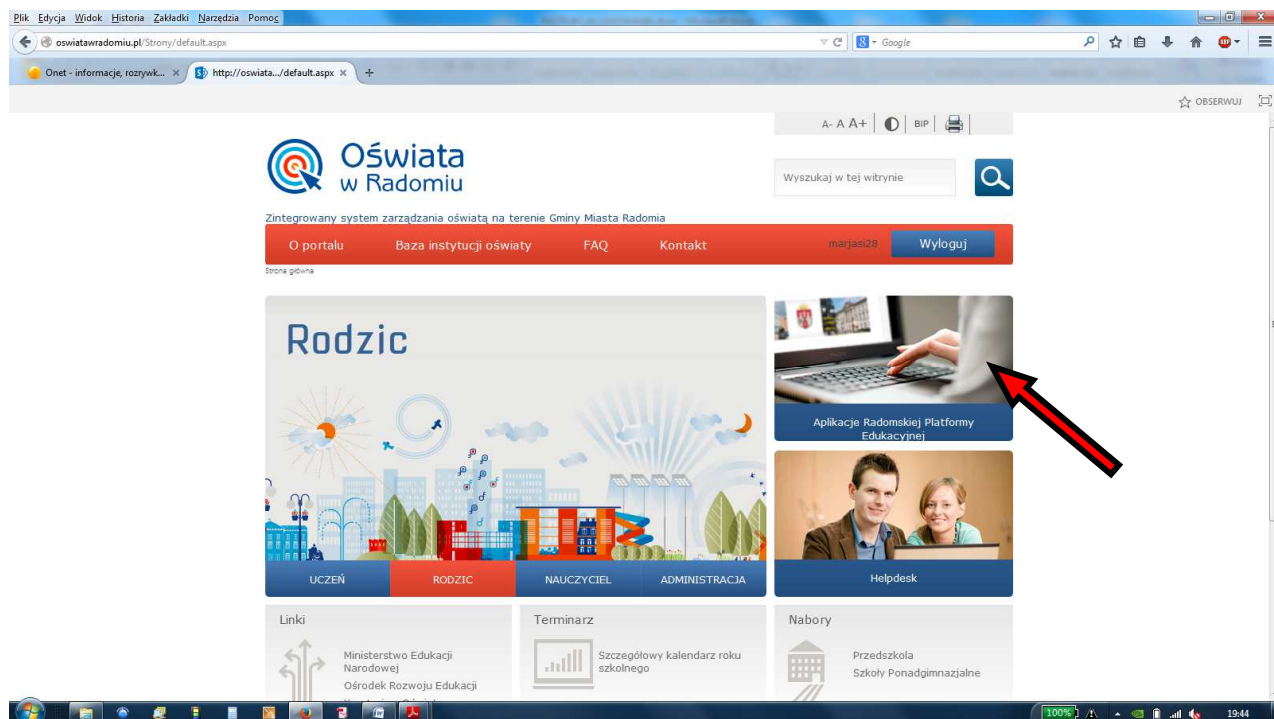 Plik Edycja Widok Historia Zakładki Narzędzia Pomoc
oswiatawradomiu.pl/Strony/default.aspx
Google
Onet - informacje, rozrywk...
http://oswiata.../default.aspx
OBSERWUJ
A- A A+ BIP
Oświata
w Radomiu
Wyszukaj w tej witrynie
Zintegrowany system zarządzania oświatą na terenie Gminy Miasta Radomia
O portalu Baza instytucji oświaty FAQ Kontakt marjasi28 Wyloguj
Strona główna
Rodzic
Aplikacje Radomskiej Platformy
Edukacyjnej
UCZEŃ RODZIC NAUCZYCIEL ADMINISTRACJA
Helpdesk
Linki
Ministerstwo Edukacji
Narodowej
Ośrodek Rozwoju Edukacji
Terminarz
Szczegółowy kalendarz roku
szkolnego
Nabory
Przedszkola
Szkoły Ponadgimnazjalne
100%
19:44